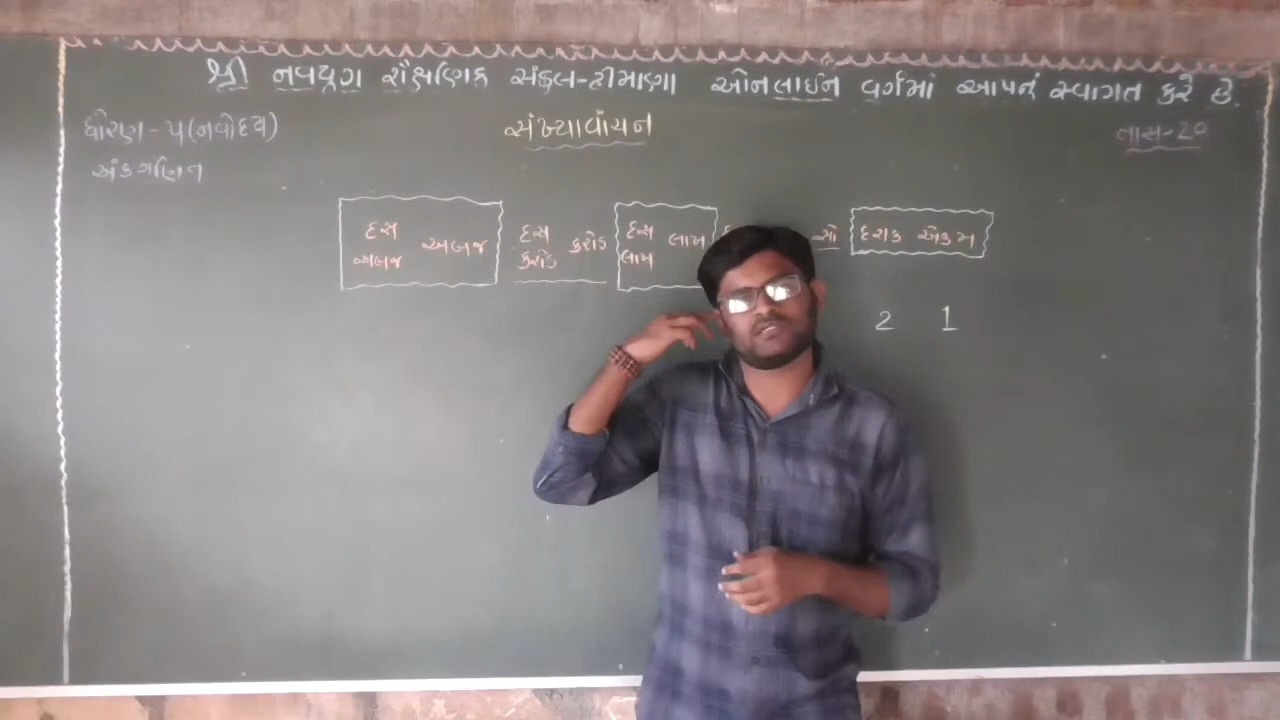 શ્રી નવયુગ શૈક્ષણિક સંકુલ-હીમાણા ઓનલાઈન વર્ગમાં આપનું સ્વાગત કરે છે.
ધોરણ - ૫ (નવોદય) સંખ્યાવાંચન તાસ-20
અંકગણિત
દસ અબજ અબજ દસ કરોડ કરોડ દસ લાખ લાખ સો દશક એકમ
2 1